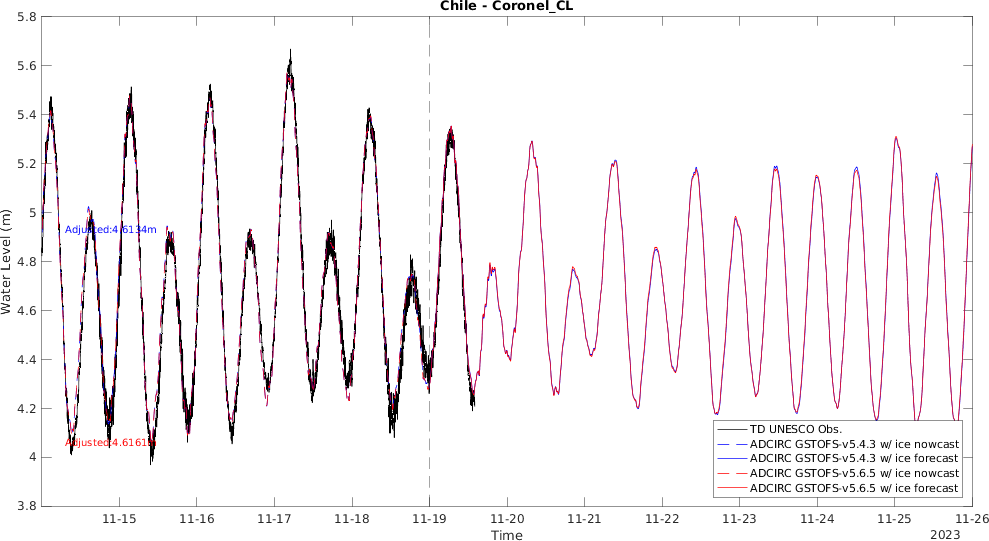 Chile - Coronel_CL
5.8
5.6
5.4
5.2
5
4.8
4.6
4.4
4.2
4
3.8
Water Level (m)
Adjusted:4.6134m
Adjusted:4.6161m
TD UNESCO Obs.
ADCIRC GSTOFS-v5.4.3 w/ ice nowcast
ADCIRC GSTOFS-v5.4.3 w/ ice forecast
ADCIRC GSTOFS-v5.6.5 w/ ice nowcast
ADCIRC GSTOFS-v5.6.5 w/ ice forecast
11-15 11-16 11-17 11-18 11-19 11-20 11-21 11-22 11-23 11-24 11-25 11-26
Time
2023